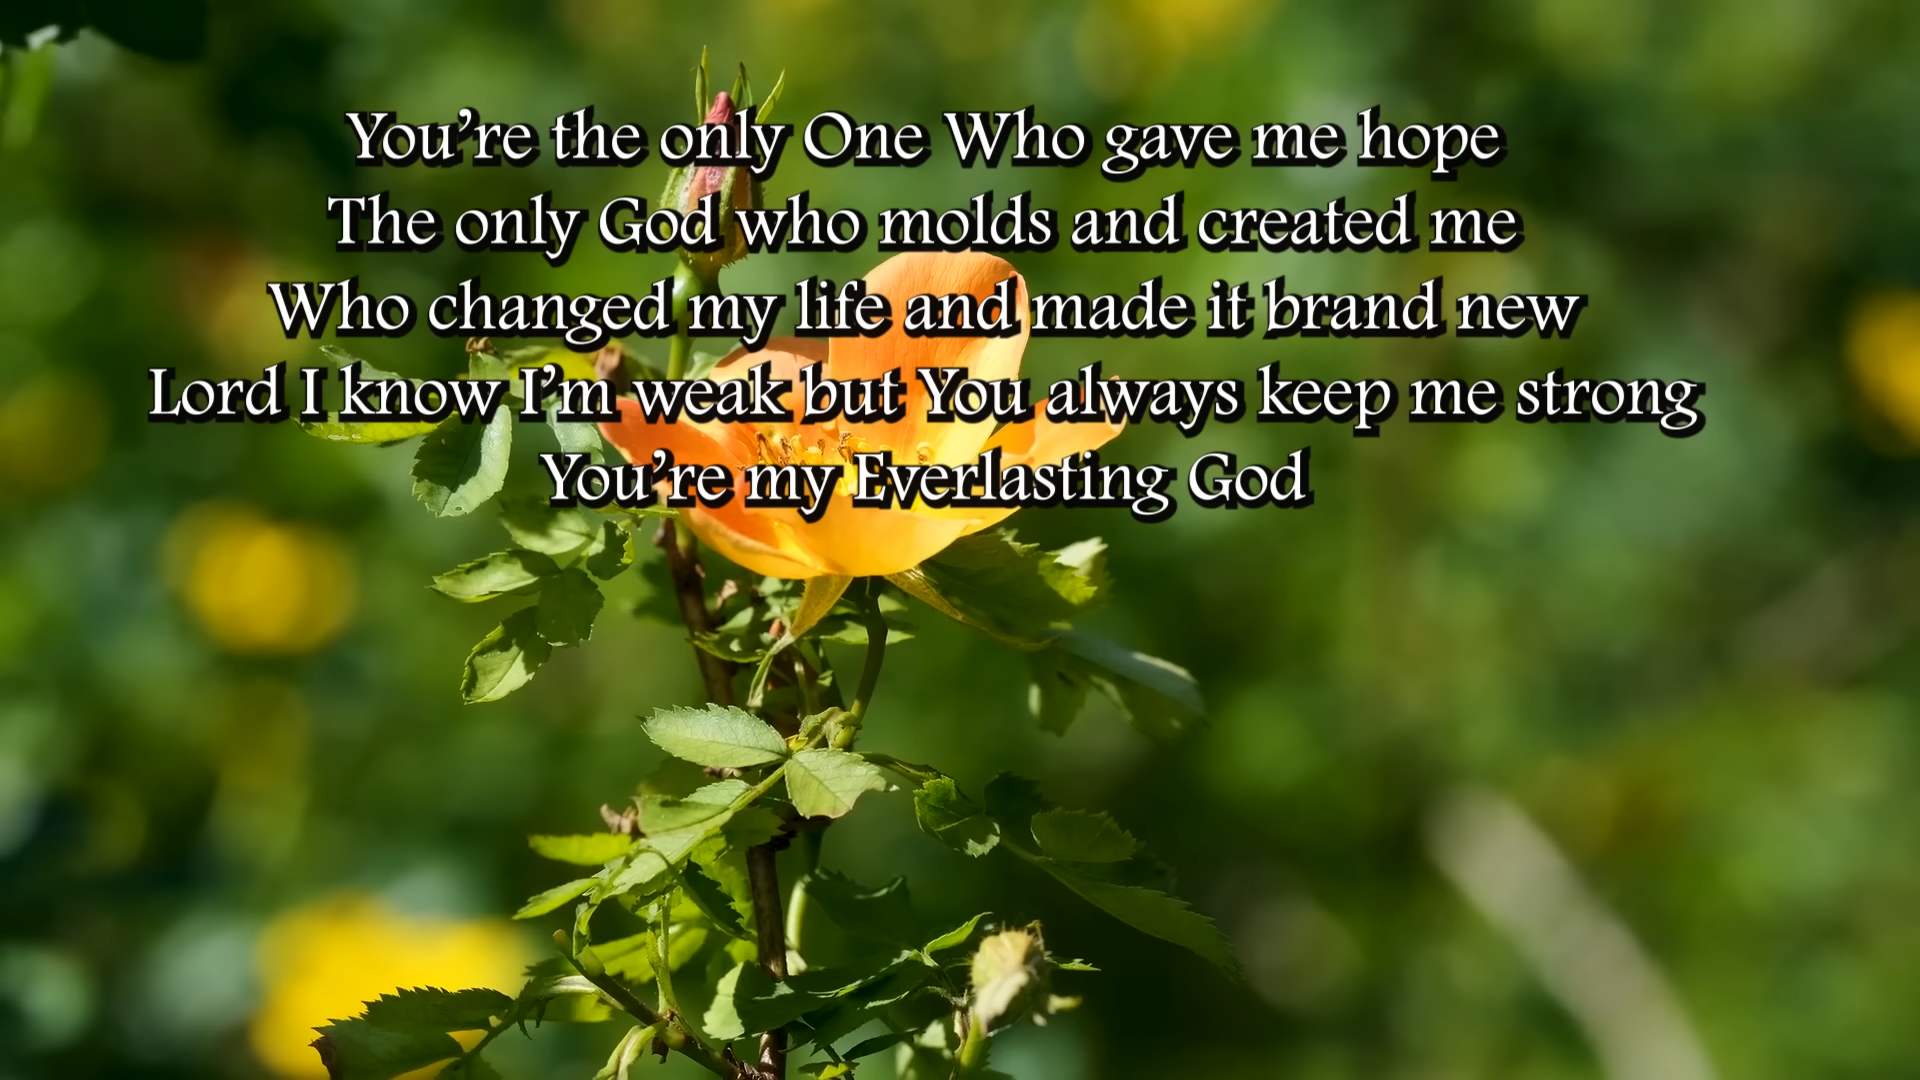 You’re the only One Who gave me hope
The only God who molds and created me
Who changed my life and made it brand new
Lord I know I’m weak but You always keep me strong
You’re my Everlasting God